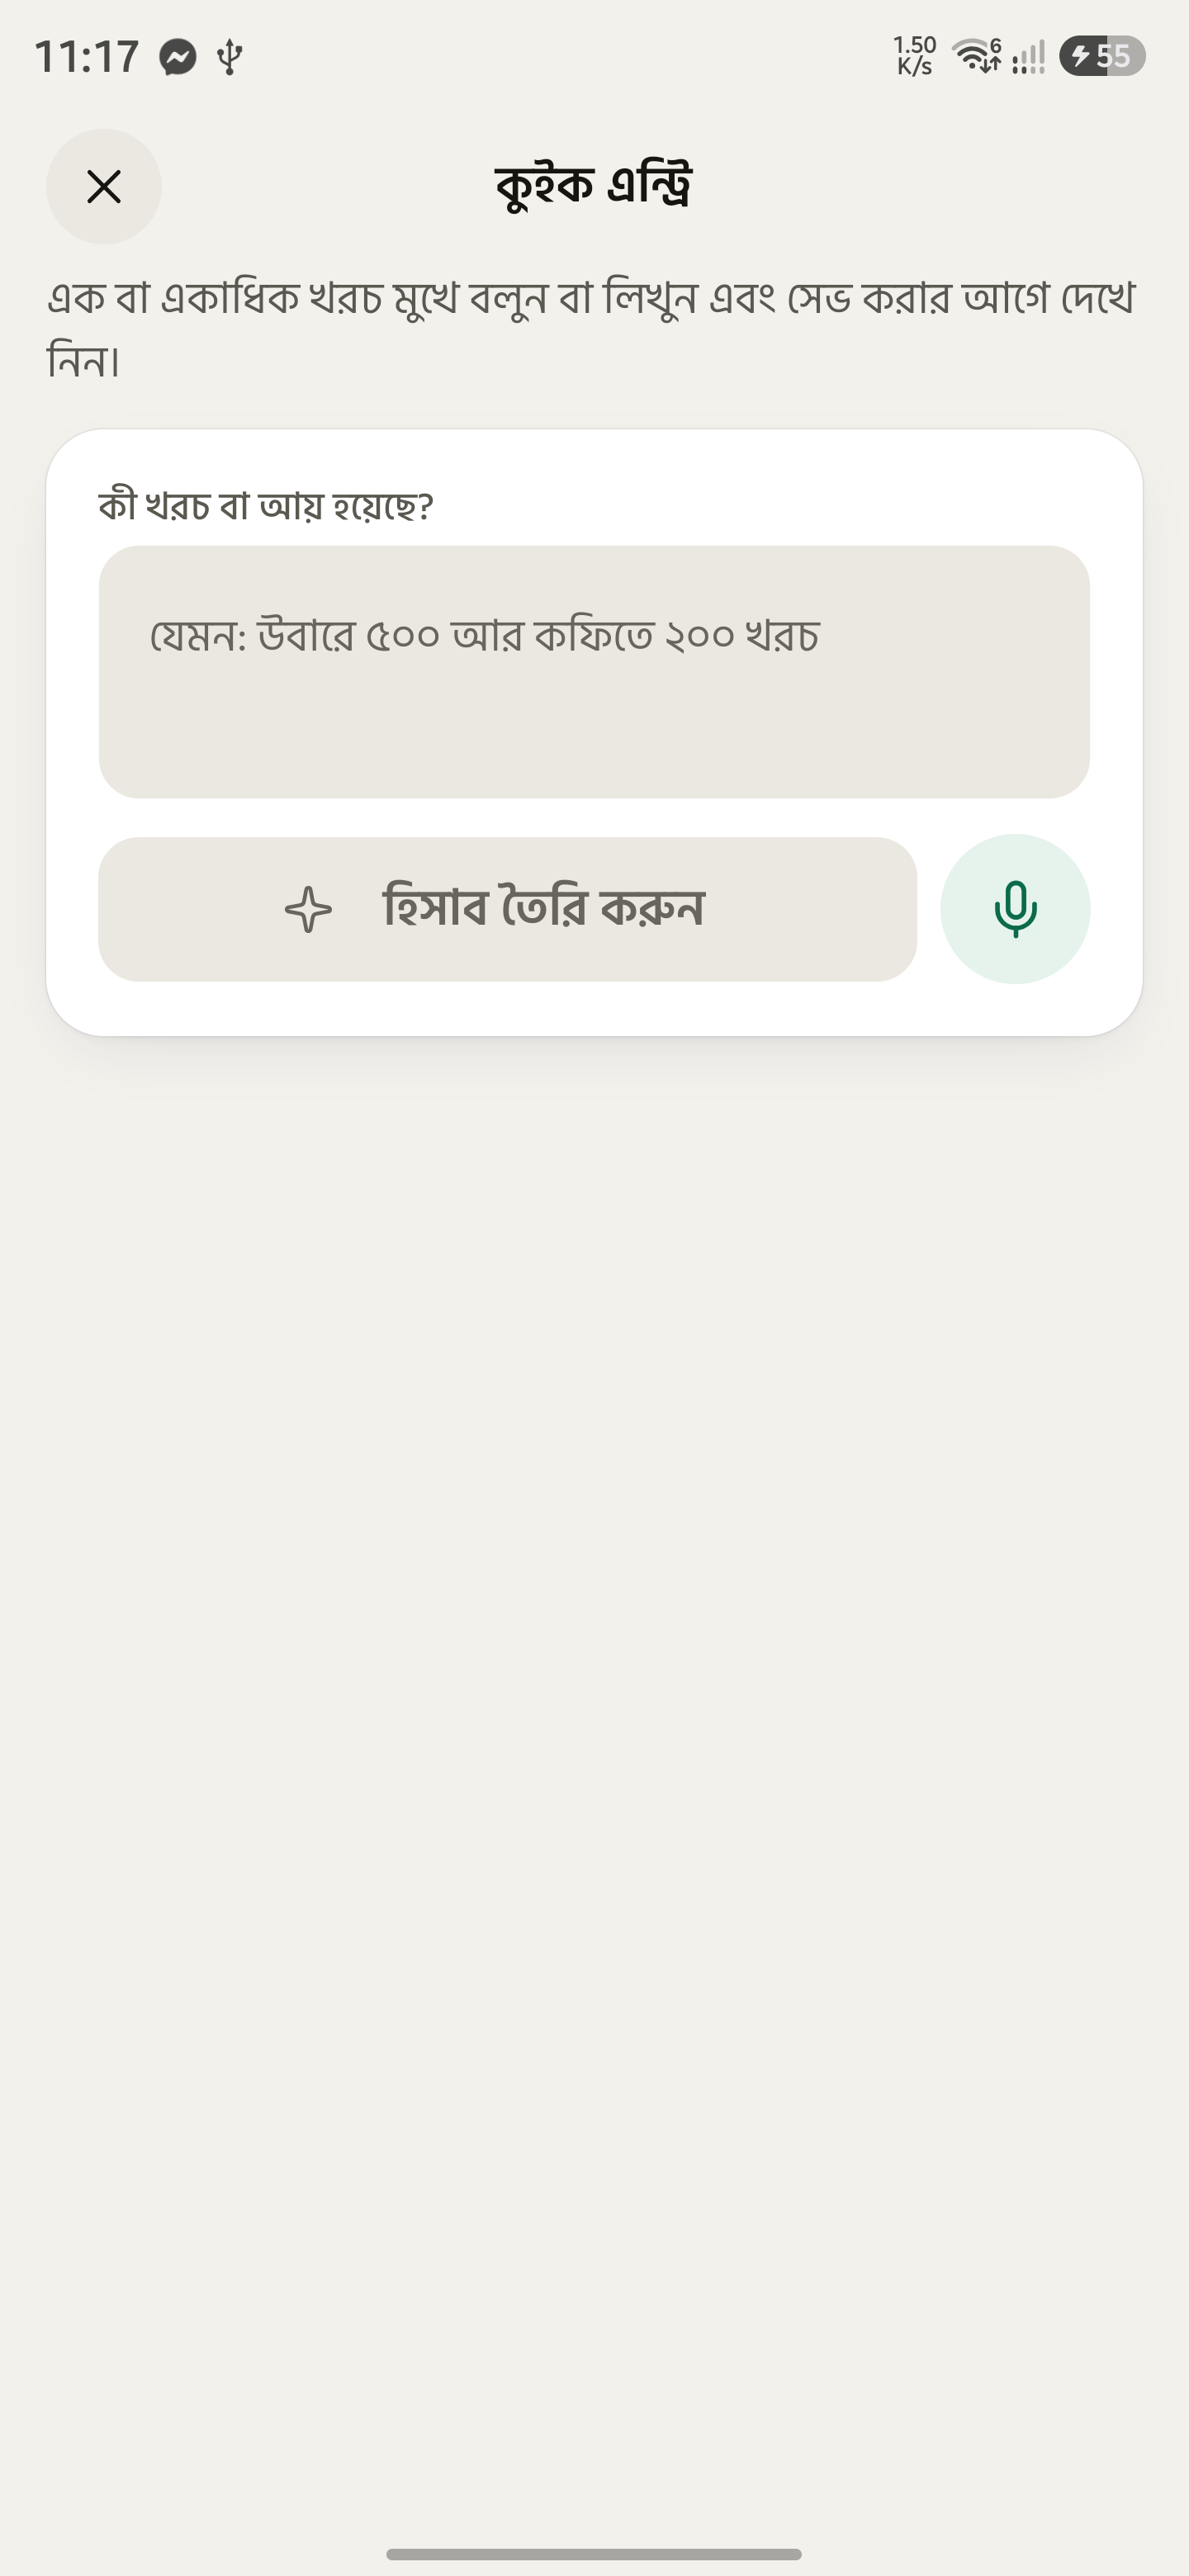 11:17
1.50 K/s
6
55
কুইক এন্ট্রি
এক বা একাধিক খরচ মুখে বলুন বা লিখুন এবং সেভ করার আগে দেখে
নিন।
কী খরচ বা আয় হয়েছে?
যেমন: উবারে ৫০০ আর কফিতে ২০০ খরচ
হিসাব তৈরি করুন